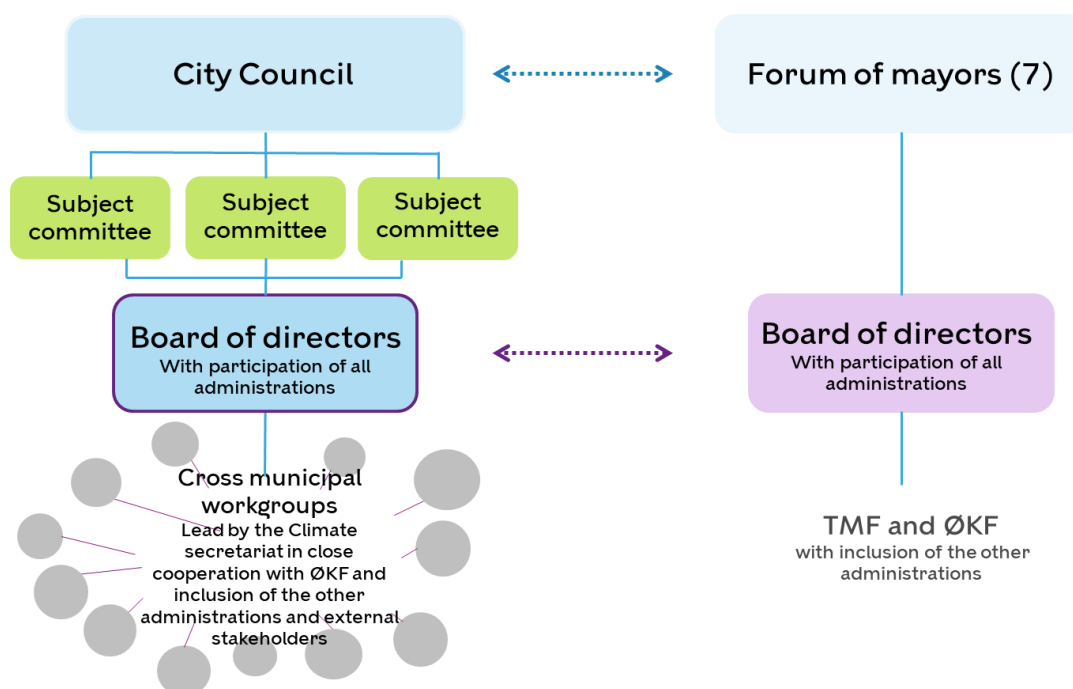 City Council
Forum of mayors (7)
Subject
committee
Subject
committee
Subject
committee
Board of directors
With participation of all
administrations
Board of directors
With participation of all
administrations
Cross municipal
workgroups
Lead by the Climate
secretariat in close
cooperation with ØKF and
inclusion of the other
administrations and external
stakeholders
TMF and ØKF
with inclusion of the other
administrations